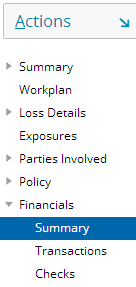 Actions
Summary
Workplan
Loss Details
Exposures
Parties Involved
Policy
Financials
Summary
Transactions
Checks